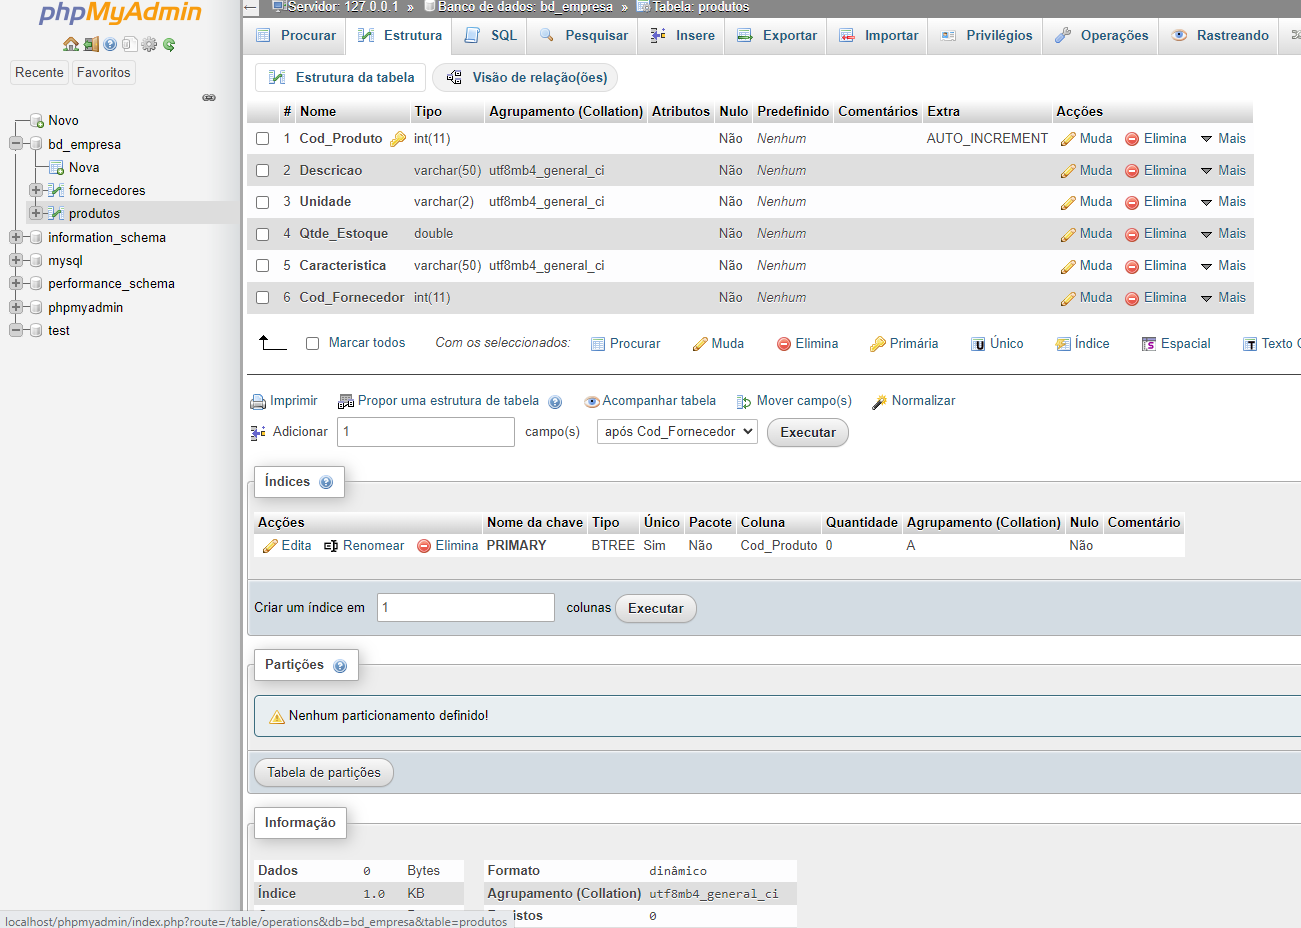 phpMyAdmin
Recente Favoritos
Novo
bd_empresa
Nova
fornecedores
produtos
information_schema
mysql
performance_schema
phpmyadmin
test
Servidor: 127.0.0.1 » Banco de dados: bd_empresa » Tabela: produtos
Procurar Estrutura SQL Pesquisar Insere Exportar Importar Privilégios Operações Rastreando
Estrutura da tabela Visão de relação(ões)
# Nome Tipo Agrupamento (Collation) Atributos Nulo Predefinido Comentários Extra Acções
1 Cod_Produto int(11) Não Nenhum AUTO_INCREMENT Muda Elimina Mais
2 Descricao varchar(50) utf8mb4_general_ci Não Nenhum Muda Elimina Mais
3 Unidade varchar(2) utf8mb4_general_ci Não Nenhum Muda Elimina Mais
4 Qtde_Estoque double Não Nenhum Muda Elimina Mais
5 Caracteristica varchar(50) utf8mb4_general_ci Não Nenhum Muda Elimina Mais
6 Cod_Fornecedor int(11) Não Nenhum Muda Elimina Mais
Marcar todos Com os seleccionados: Procurar Muda Elimina Primária Único Índice Espacial Texto
Imprimir Propor uma estrutura de tabela Acompanhar tabela Mover campo(s) Normalizar
Adicionar 1 campo(s) após Cod_Fornecedor Executar
Índices
Acções Nome da chave Tipo Único Pacote Coluna Quantidade Agrupamento (Collation) Nulo Comentário
Edita Renomear Elimina PRIMARY BTREE Sim Não Cod_Produto 0 A Não
Criar um índice em 1 colunas Executar
Partições
Nenhum particionamento definido!
Tabela de partições
Informação
Dados 0 Bytes
Índice 1.0 KB
Formato dinâmico
Agrupamento (Collation) utf8mb4_general_ci
0
localhost/phpmyadmin/index.php?route=/table/operations&db=bd_empresa&table=produtos